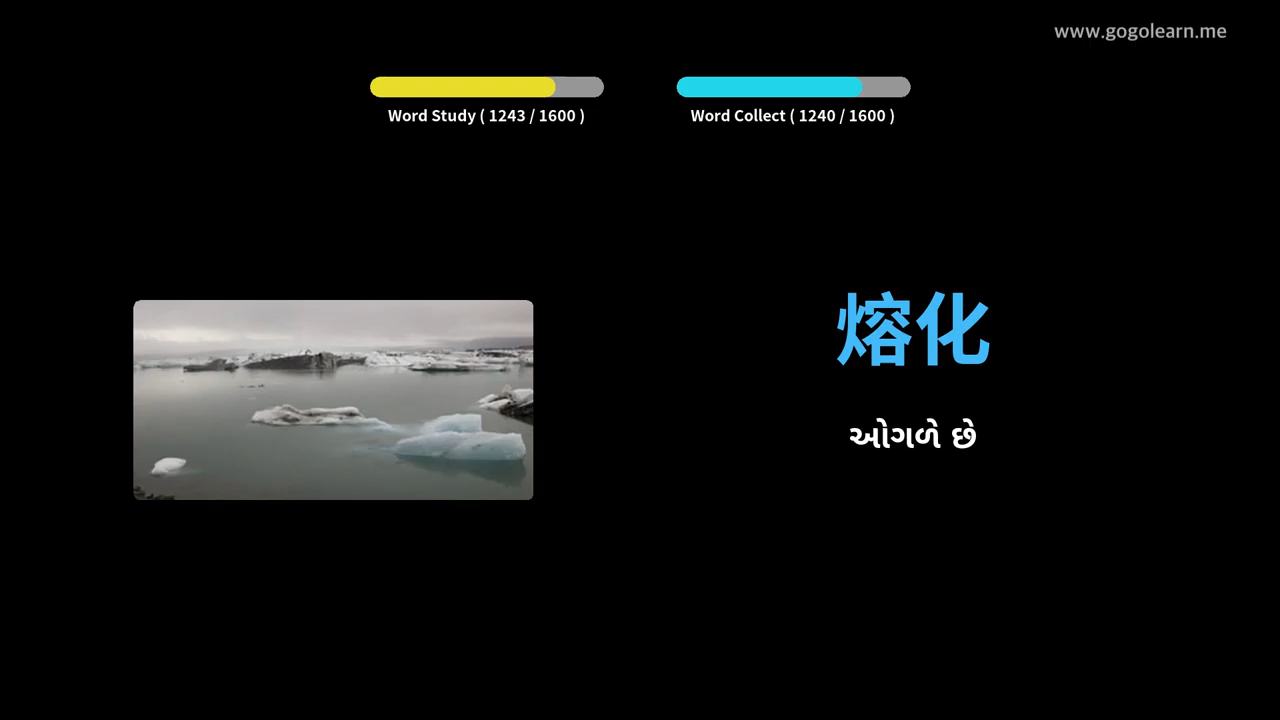 www.gogolearn.me
Word Study ( 1243 / 1600 )
Word Collect ( 1240 / 1600 )
熔化
ઓગળે છે